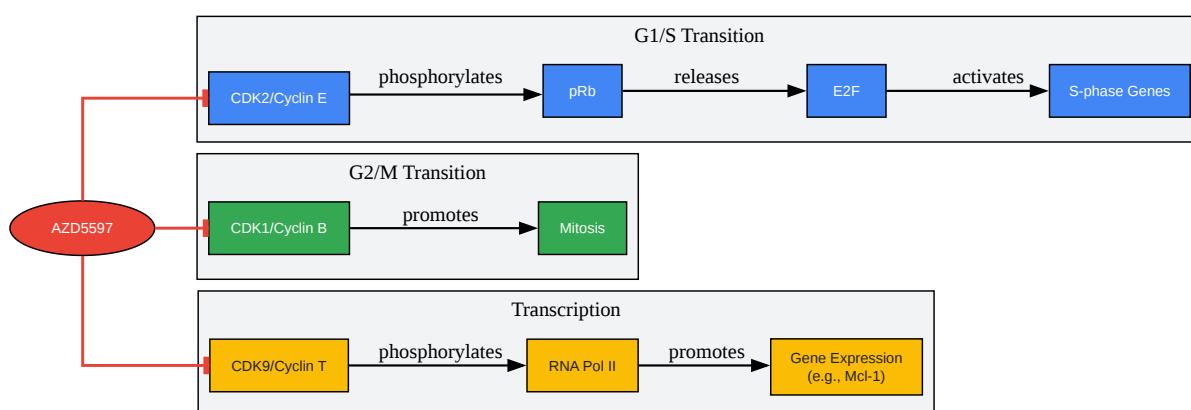 G1/S Transition
CDK2/Cyclin E
phosphorylates
pRb
releases
E2F
activates
S-phase Genes
G2/M Transition
AZD5597
CDK1/Cyclin B
promotes
Mitosis
Transcription
CDK9/Cyclin T
phosphorylates
RNA Pol II
promotes
Gene Expression
(e.g., Mcl-1)